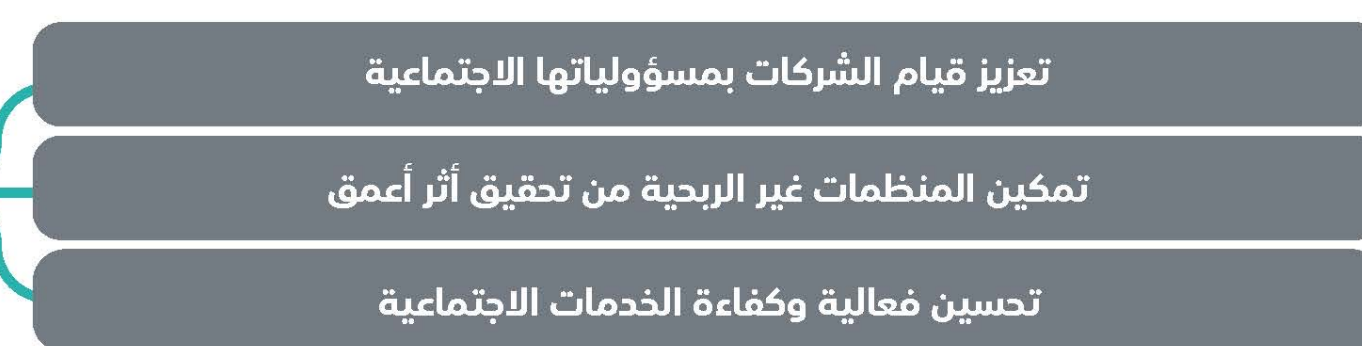 تعزيز قيام الشركات بمسؤولياتها الاجتماعية
تمكين المنظمات غير الربحية من تحقيق أثر أعمق
تحسين فعالية وكفاءة الخدمات الاجتماعية